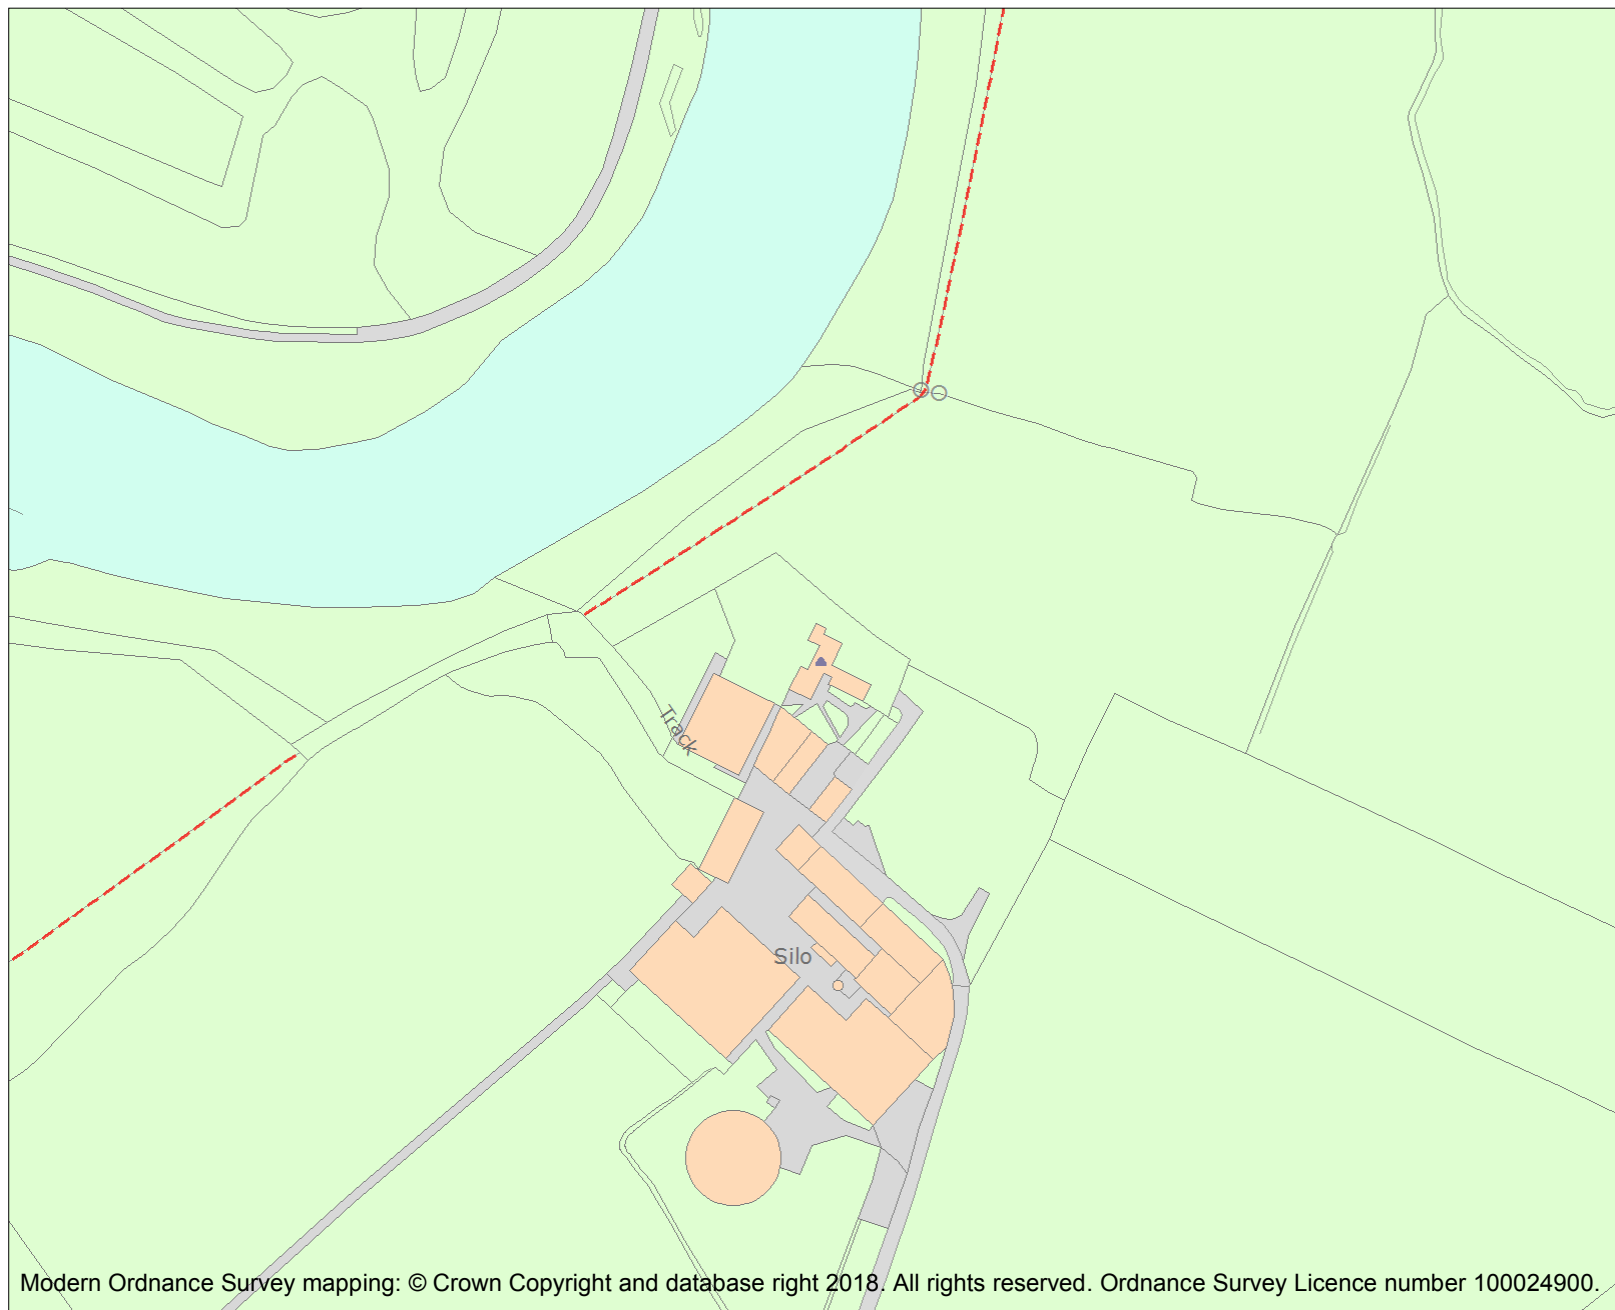 Track
Silo
Modern Ordnance Survey mapping: © Crown Copyright and database right 2018. All rights reserved. Ordnance Survey Licence number 100024900.